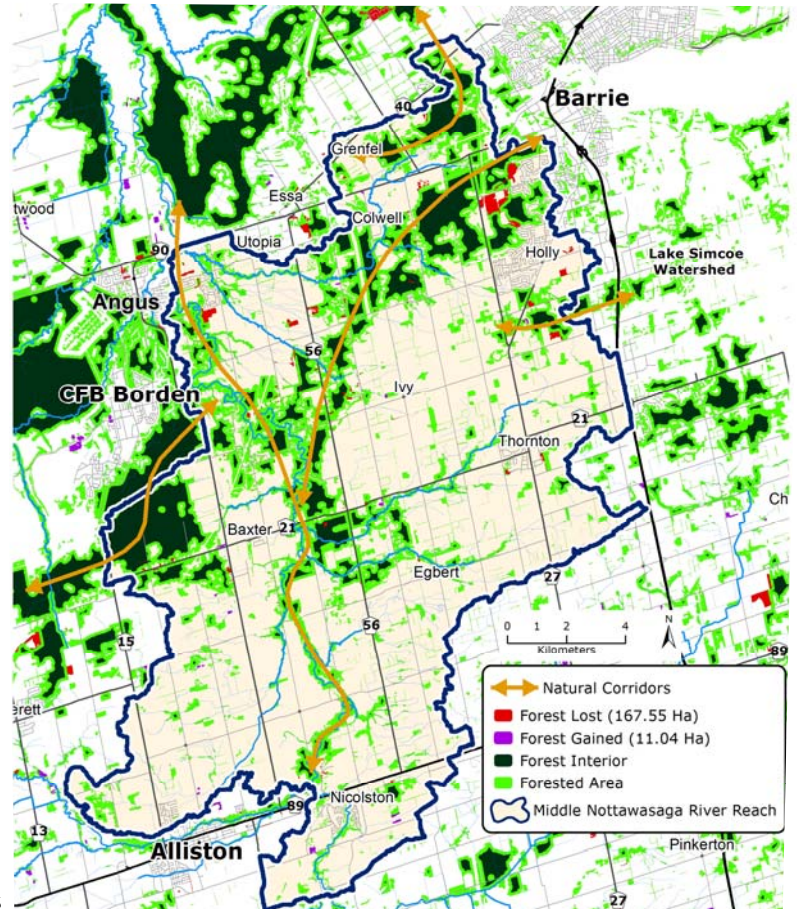 Barrie
40
Grenfel
Essa
twood
Colwell
Utopia
90
Holly
Lake Simcoe
Watershed
Angus
56
CFB Borden
Ivy
21
Thornton
Ch
Baxter
21
Egbert
27
56
N
0 1 2 4
Kilometers
15
89
erett
Natural Corridors
Forest Lost (167.55 Ha)
Forest Gained (11.04 Ha)
Forest Interior
Forested Area
Middle Nottawasaga River Reach
Nicolston
89
13
Alliston
Pinkerton
27